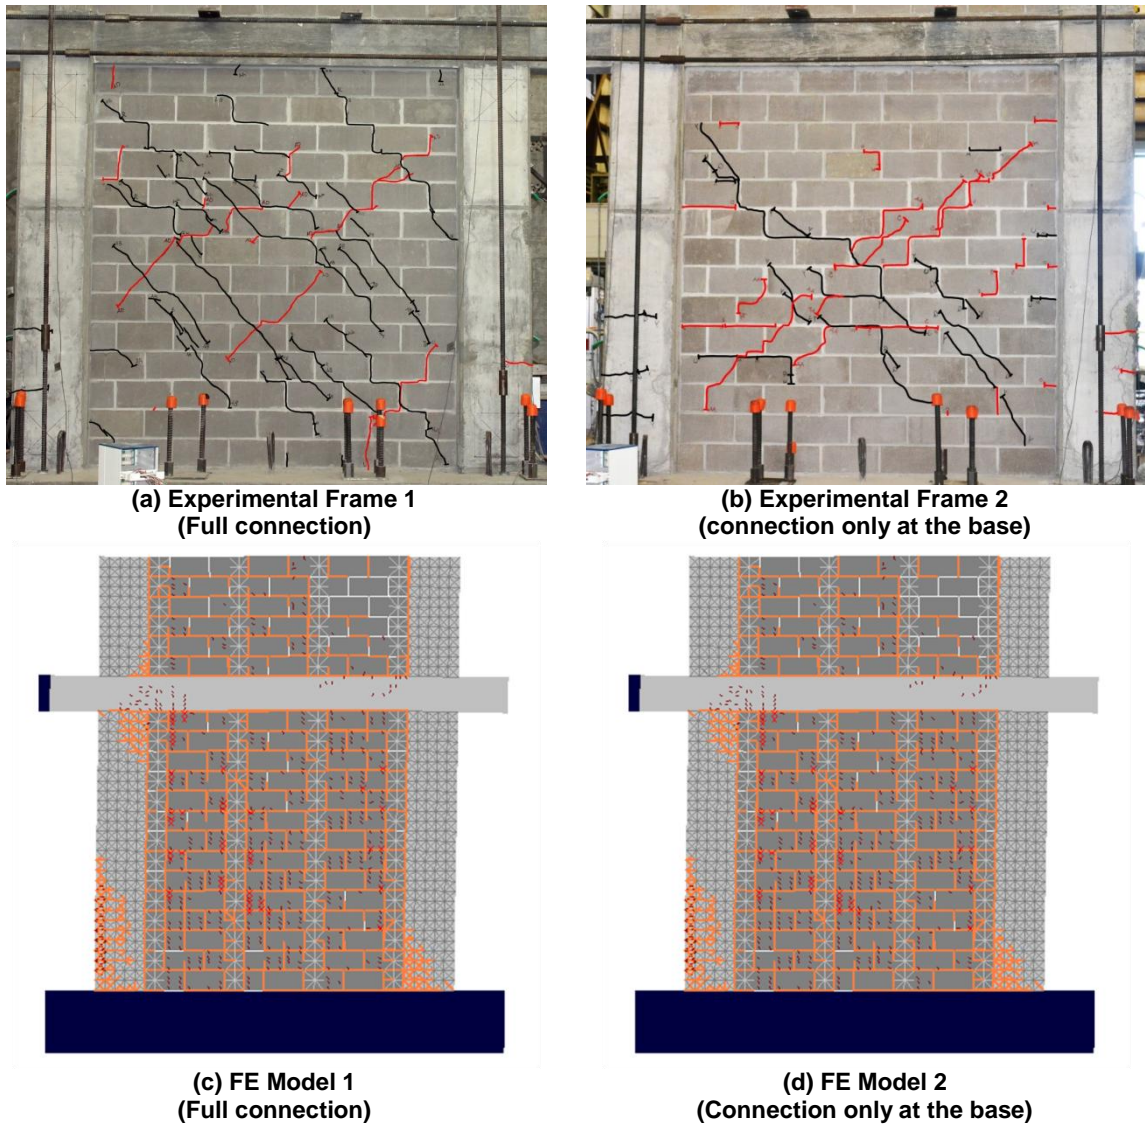 (a) Experimental Frame 1
(Full connection)
(b) Experimental Frame 2
(connection only at the base)
(c) FE Model 1
(Full connection)
(d) FE Model 2
(Connection only at the base)